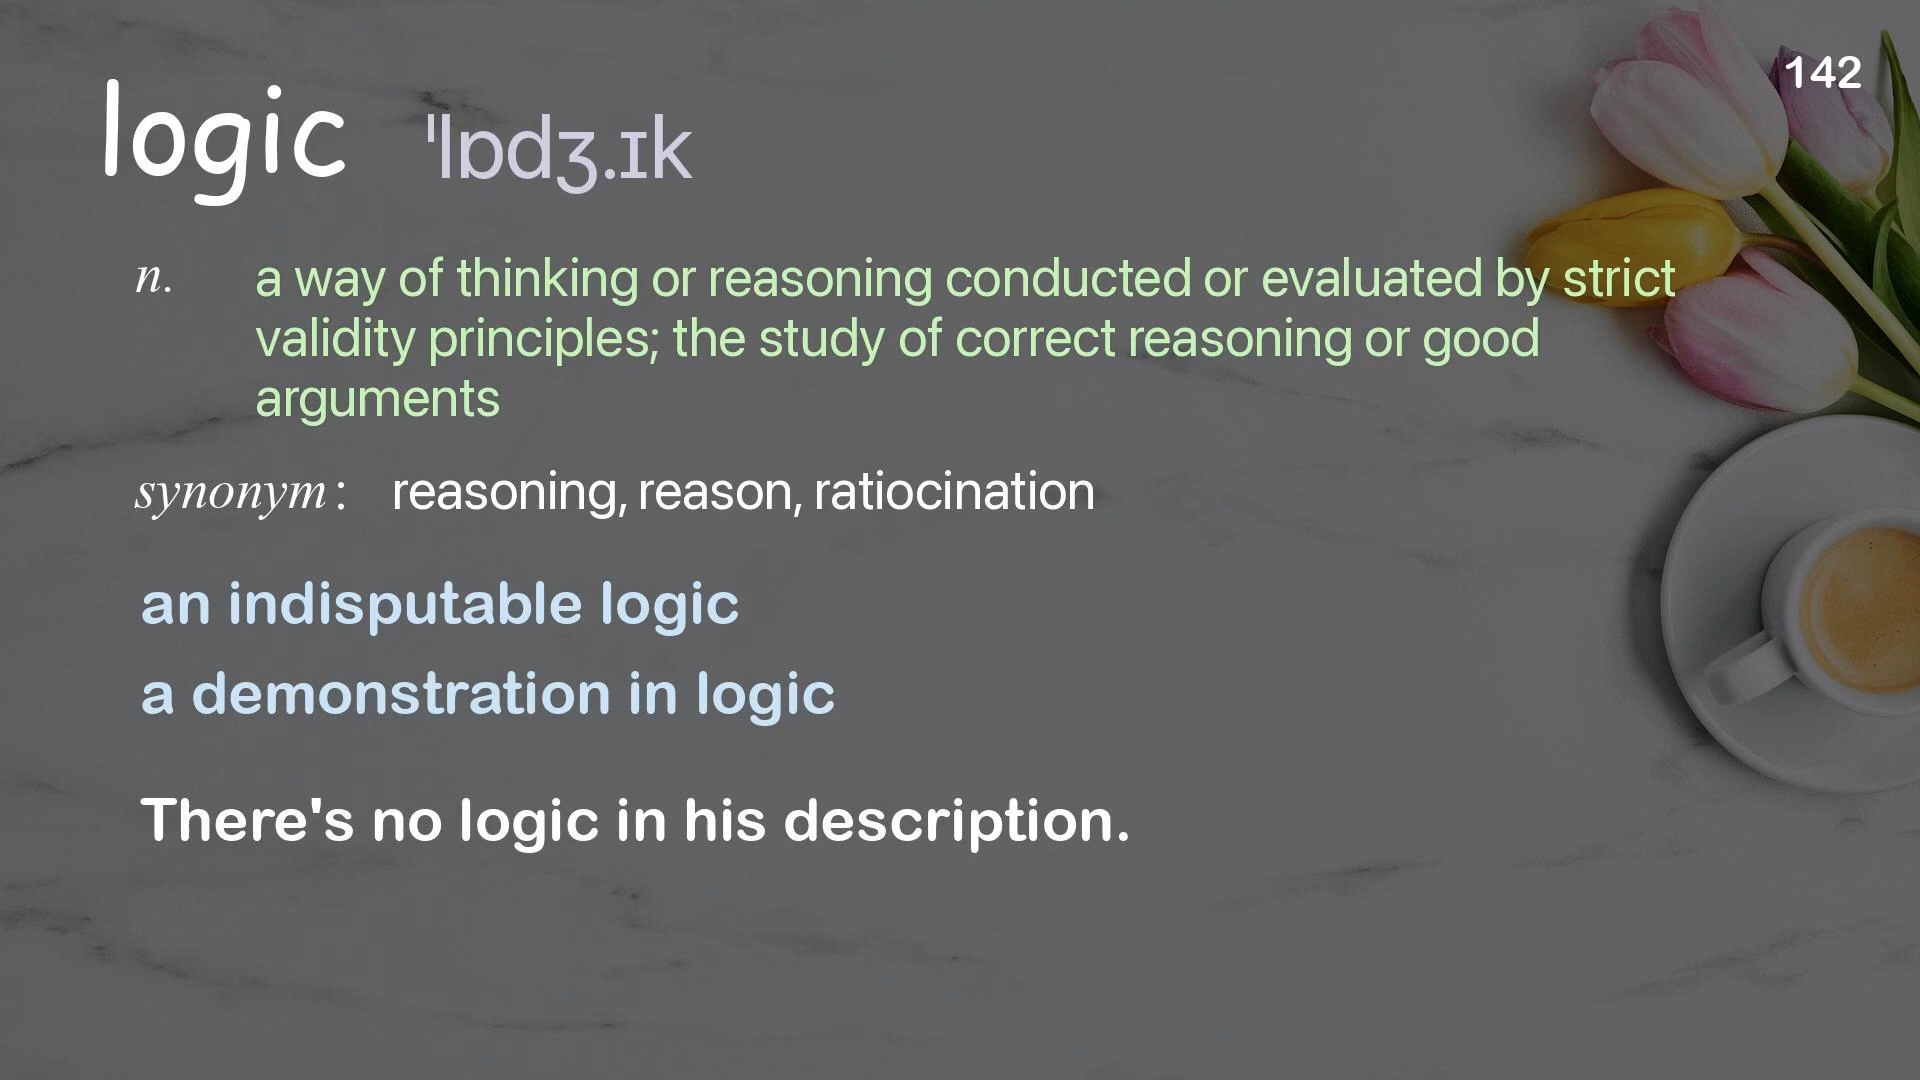 142
logic ˈlɒdʒ.ɪk
n. a way of thinking or reasoning conducted or evaluated by strict
validity principles; the study of correct reasoning or good
arguments
synonym: reasoning, reason, ratiocination
an indisputable logic
a demonstration in logic
There's no logic in his description.